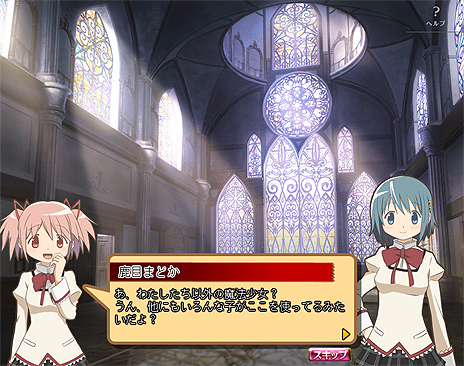 ?
ヘルプ
鹿目まどか
あ、わたしたち以外の魔法少女?
うん、他にもいろんな子がここを使ってるみた
いだよ?
スキップ